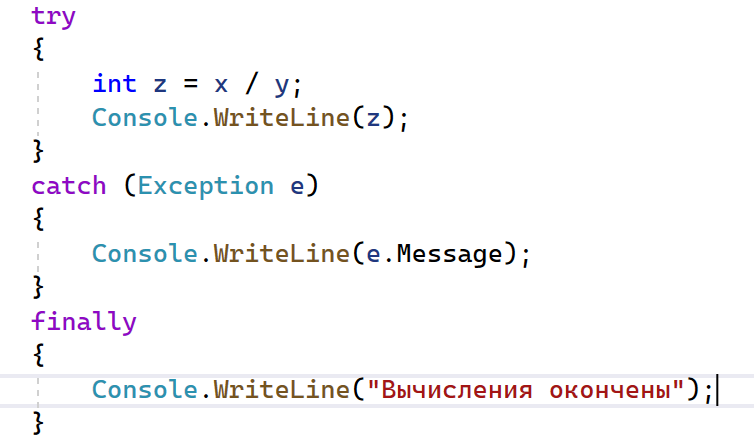 try
{
    int z = x / y;
    Console.WriteLine(z);
}
catch (Exception e)
{
    Console.WriteLine(e.Message);
}
finally
{
    Console.WriteLine("Вычисления окончены");
}